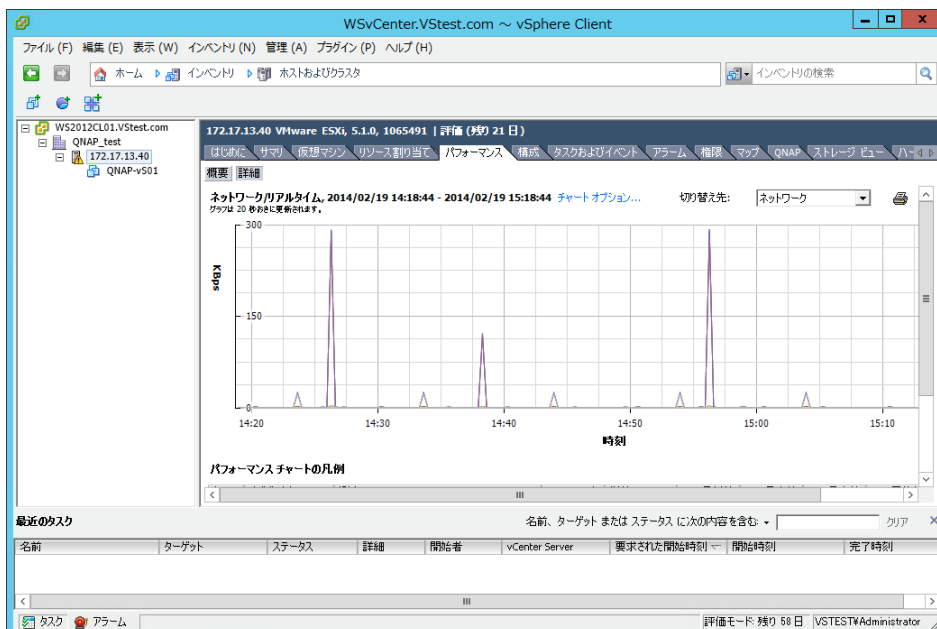 WSvCenter.VStest.com ～ vSphere Client
ファイル (F) 編集 (E) 表示 (W) インベントリ (N) 管理 (A) プラグイン (P) ヘルプ (H)
ホーム インベントリ ホストおよびクラスタ インベントリの検索
WS2012CL01.VStest.com
QNAP_test
172.17.13.40
QNAP-vS01
172.17.13.40 VMware ESXi, 5.1.0, 1065491 | 評価 (残り 21 日)
はじめに サマリ 仮想マシン リソース割り当て パフォーマンス 構成 タスクおよびイベント アラーム 権限 マップ QNAP ストレージ ビュー ハー
概要 詳細
ネットワーク/リアルタイム, 2014/02/19 14:18:44 - 2014/02/19 15:18:44 チャート オプション... 切り替え先: ネットワーク
グラフは 20 秒おきに更新されます。
300
KBps
150
0
14:20 14:30 14:40 14:50 15:00 15:10
時刻
パフォーマンス チャートの凡例
最近のタスク 名前、ターゲット または ステータス に次の内容を含む: クリア
名前 ターゲット ステータス 詳細 開始者 vCenter Server 要求された開始時刻 開始時刻 完了時刻
タスク アラーム 評価モード: 残り 58 日 VSTEST¥Administrator